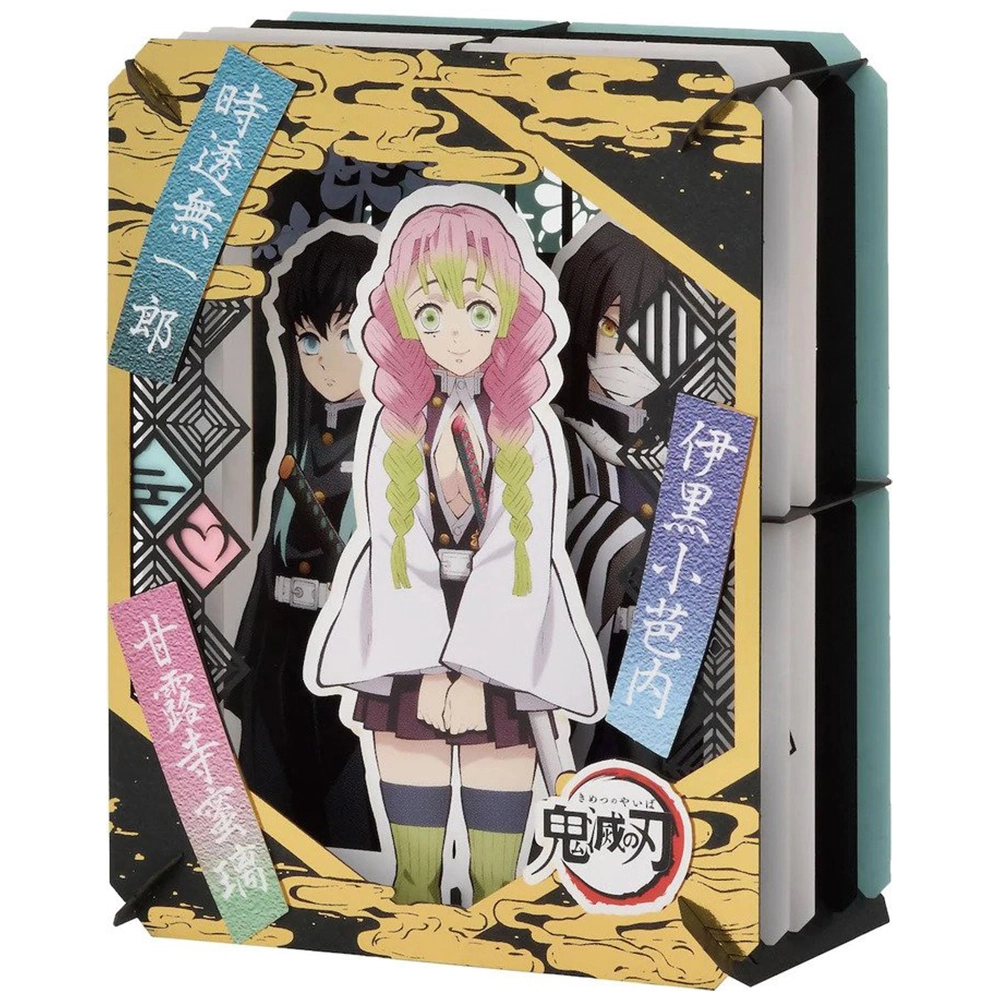 時透無一郎
伊黒小芭内
甘露寺蜜璃
きめつのやいば
鬼滅の刃